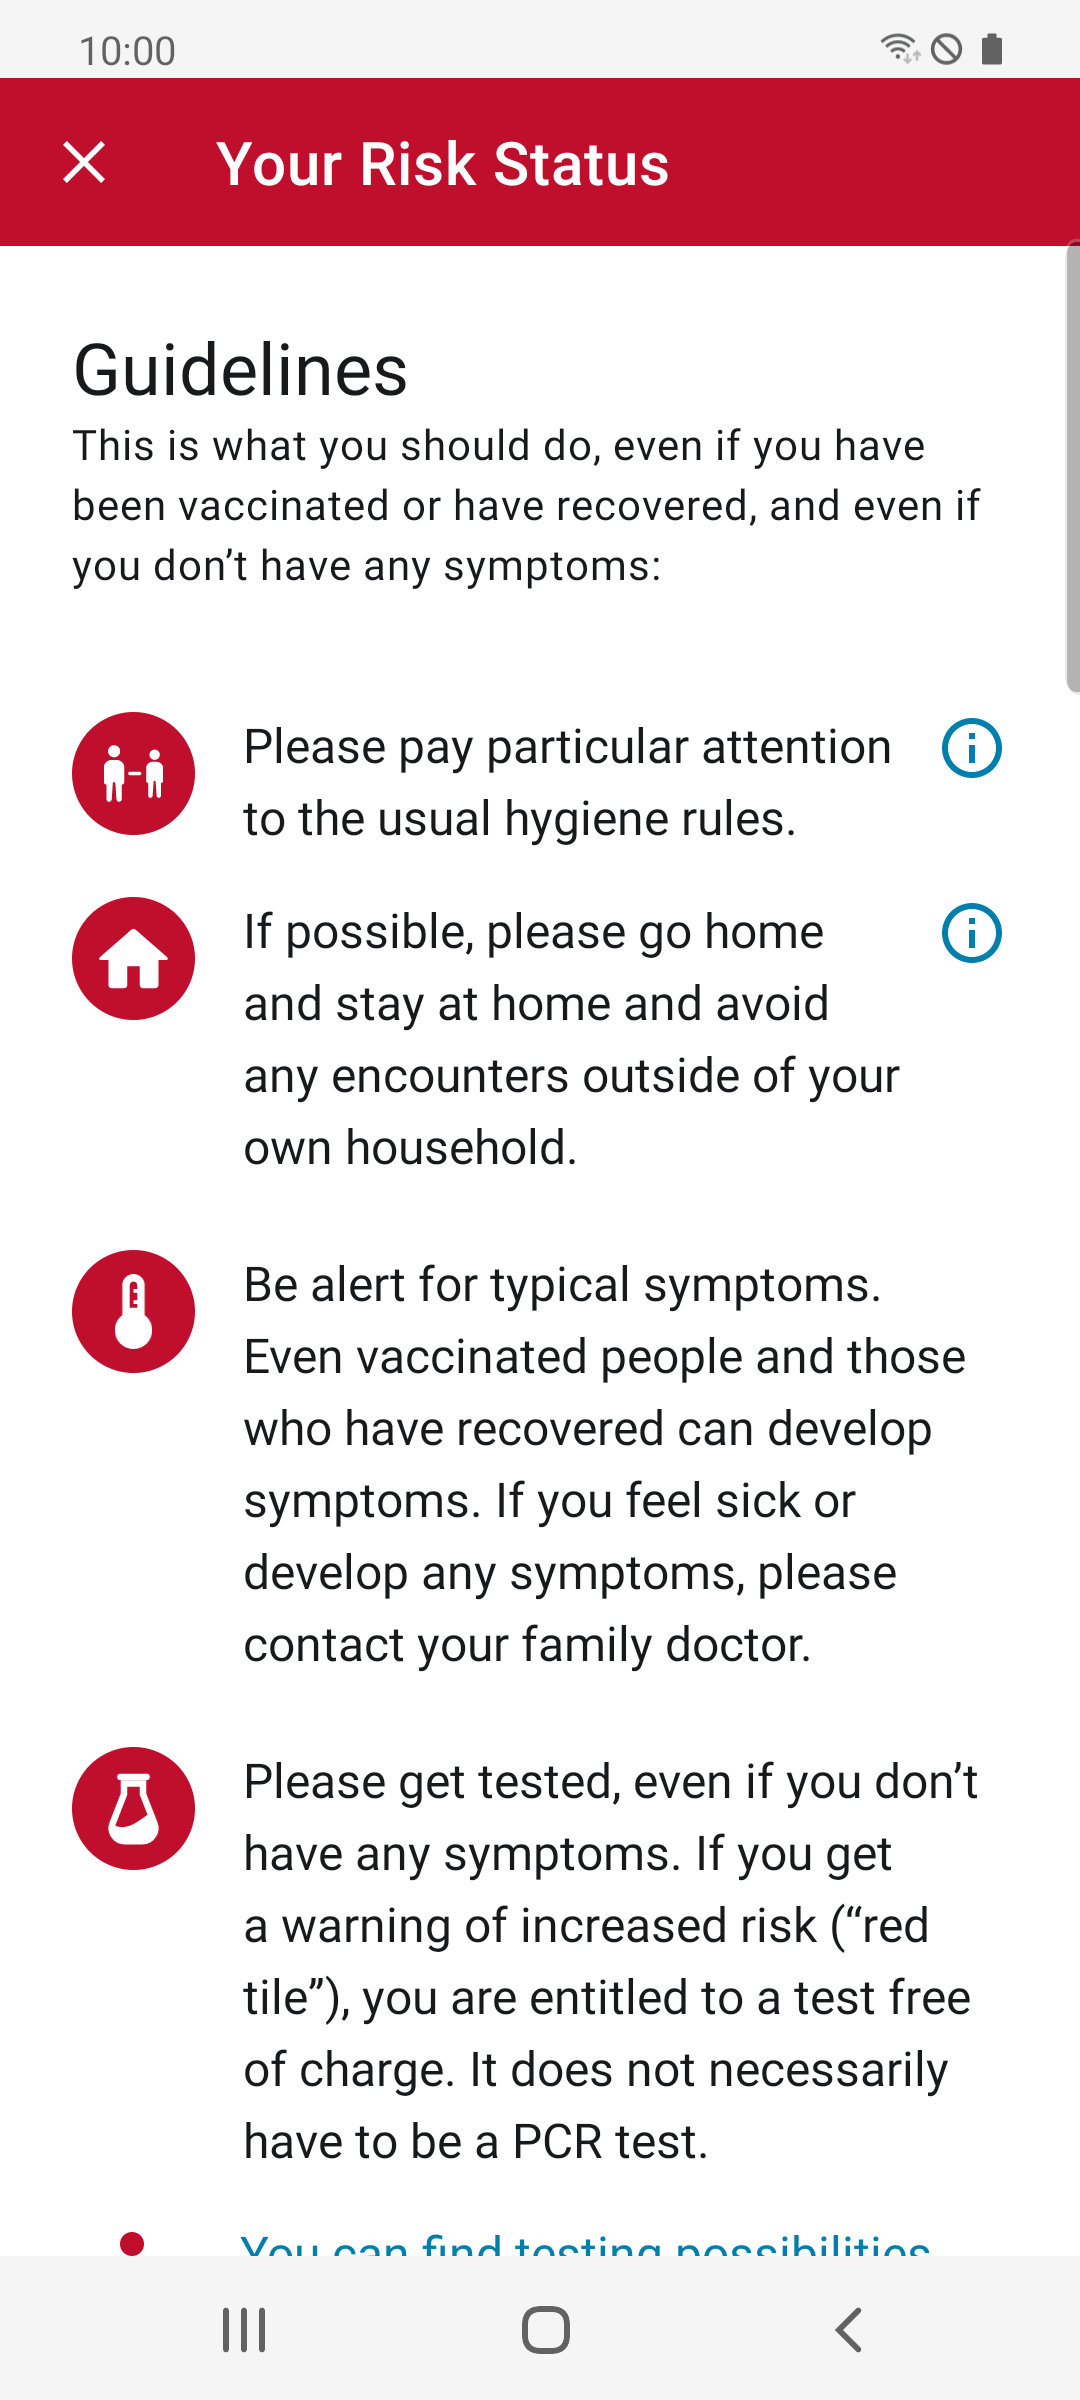 10:00
Your Risk Status
Guidelines
This is what you should do, even if you have
been vaccinated or have recovered, and even if
you don’t have any symptoms:
Please pay particular attention
to the usual hygiene rules.
If possible, please go home
and stay at home and avoid
any encounters outside of your
own household.
Be alert for typical symptoms.
Even vaccinated people and those
who have recovered can develop
symptoms. If you feel sick or
develop any symptoms, please
contact your family doctor.
Please get tested, even if you don’t
have any symptoms. If you get
a warning of increased risk (“red
tile”), you are entitled to a test free
of charge. It does not necessarily
have to be a PCR test.
You can find testing possibilities